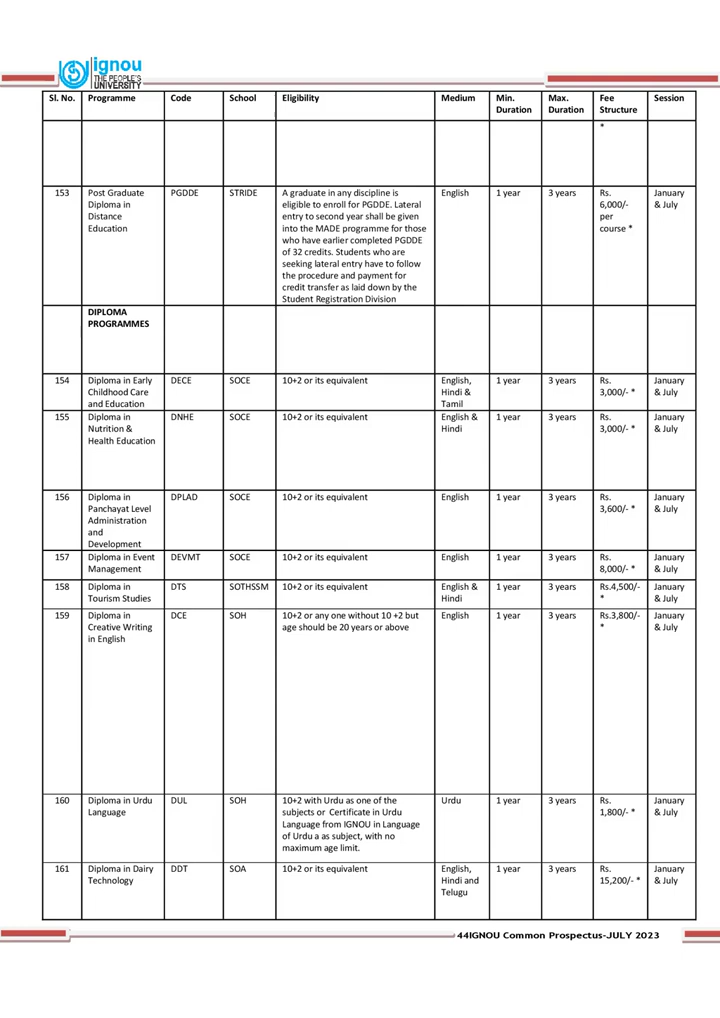 ignou
THE PEOPLE'S
UNIVERSITY
Sl. No. Programme Code School Eligibility Medium Min. Max. Fee Session
Duration Duration Structure
*
153 Post Graduate PGDDE STRIDE A graduate in any discipline is English 1 year 3 years Rs. January
Diploma in eligible to enroll for PGDDE. Lateral 6,000/- & July
Distance entry to second year shall be given per
Education into the MADE programme for those course *
who have earlier completed PGDDE
of 32 credits. Students who are
seeking lateral entry have to follow
the procedure and payment for
credit transfer as laid down by the
Student Registration Division
DIPLOMA
PROGRAMMES
154 Diploma in Early DECE SOCE 10+2 or its equivalent English, 1 year 3 years Rs. January
Childhood Care Hindi & 3,000/- * & July
and Education Tamil
155 Diploma in DNHE SOCE 10+2 or its equivalent English & 1 year 3 years Rs. January
Nutrition & Hindi 3,000/- * & July
Health Education
156 Diploma in DPLAD SOCE 10+2 or its equivalent English 1 year 3 years Rs. January
Panchayat Level 3,600/- * & July
Administration
and
Development
157 Diploma in Event DEVMT SOCE 10+2 or its equivalent English 1 year 3 years Rs. January
Management 8,000/- * & July
158 Diploma in DTS SOTHSSM 10+2 or its equivalent English & 1 year 3 years Rs.4,500/- January
Tourism Studies Hindi * & July
159 Diploma in DCE SOH 10+2 or any one without 10 +2 but English 1 year 3 years Rs.3,800/- January
Creative Writing age should be 20 years or above * & July
in English
160 Diploma in Urdu DUL SOH 10+2 with Urdu as one of the Urdu 1 year 3 years Rs. January
Language subjects or Certificate in Urdu 1,800/- * & July
Language from IGNOU in Language
of Urdu a as subject, with no
maximum age limit.
161 Diploma in Dairy DDT SOA 10+2 or its equivalent English, 1 year 3 years Rs. January
Technology Hindi and 15,200/- * & July
Telugu
44IGNOU Common Prospectus-JULY 2023